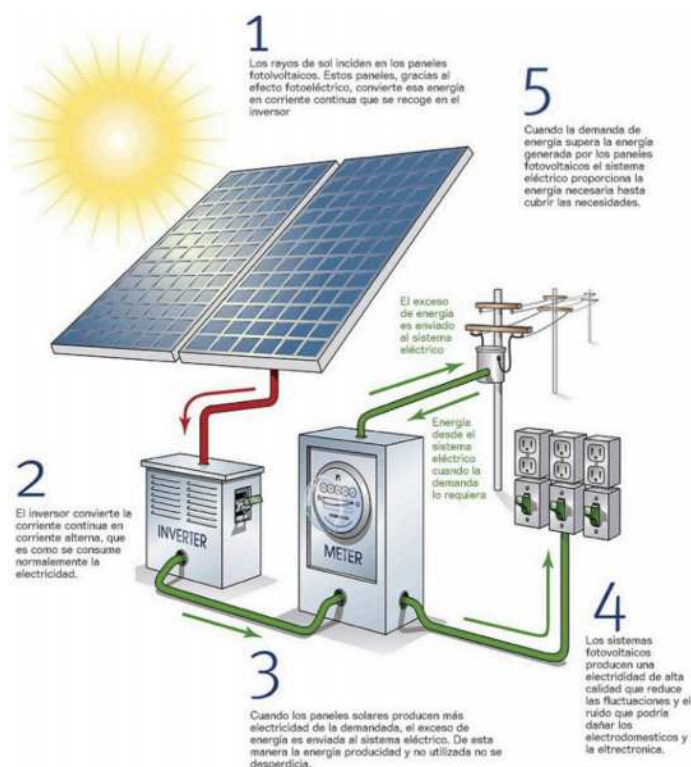 1
Los rayos de sol inciden en los paneles
fotolvoltaicos. Estos paneles, gracias al
efecto fotoeléctrico, convierte esa energía
en corriente continua que se recoge en el
inversor
5
Cuando la demanda de
energía supera la energía
generada por los paneles
fotovoltaicos el sistema
eléctrico proporciona la
energía necesaria hasta
cubrir las necesidades.
El exceso
de energía
es enviado
al sistema
eléctrico
Energía
desde el
sistema
eléctrico
cuando la
demanda
lo requiera
2
El inversor convierte la
corriente continua en
corriente alterna, que
es como se consume
normalemente la
electricidad.
INVERTER
METER
3
Cuando los paneles solares producen más
electricidad de la demandada, el exceso de
energía es enviada al sistema eléctrico. De esta
manera la energía producidad y no utilizada no se
desperdicia.
4
Los sistemas
fotovoltaicos
producen una
electrididad de alta
calidad que reduce
las fluctuaciones y el
ruido que podría
dañar los
electrodomesticos y
la eltrectronica.